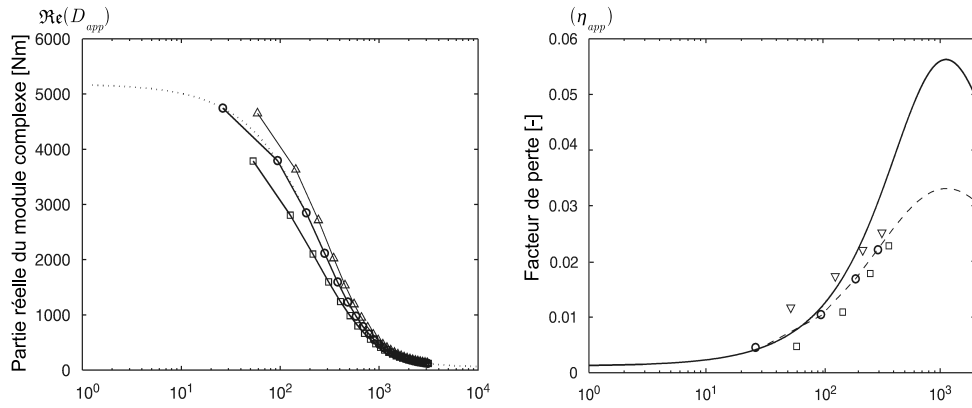 ℜ𝔢(D_app)
6000
5000
4000
3000
2000
1000
0
Partie réelle du module complexe [Nm]
10^0 10^1 10^2 10^3 10^4
(η_app)
0.06
0.05
0.04
0.03
0.02
0.01
0
Facteur de perte [-]
10^0 10^1 10^2 10^3